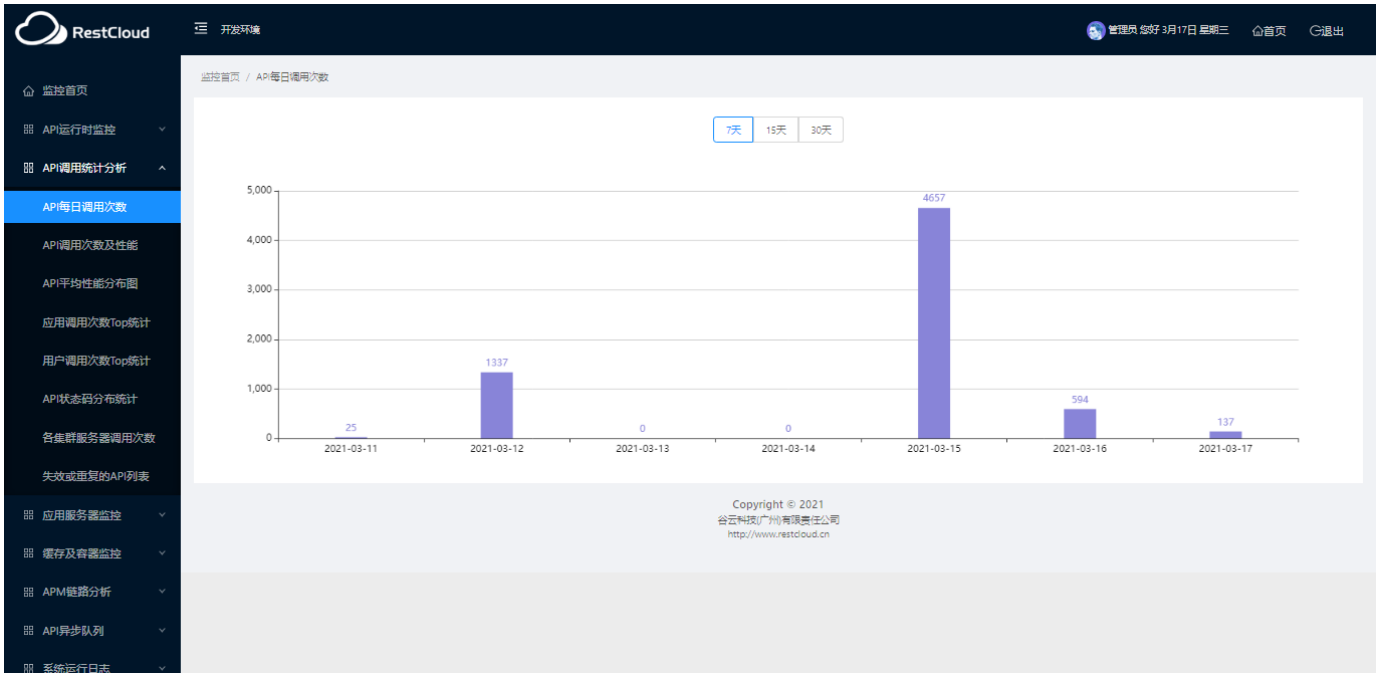 RestCloud
开发环境
管理员 您好 3月17日 星期三
首页
退出
监控首页
API运行时监控
API调用统计分析
API每日调用次数
API调用次数及性能
API平均性能分布图
应用调用次数Top统计
用户调用次数Top统计
API状态码分布统计
各集群服务器调用次数
失效或重复的API列表
应用服务器监控
缓存及容器监控
APM链路分析
API异步队列
系统运行日志
监控首页 / API每日调用次数
7天 15天 30天
5,000
4,000
3,000
2,000
1,000
0
25
1337
0
0
4657
594
137
2021-03-11 2021-03-12 2021-03-13 2021-03-14 2021-03-15 2021-03-16 2021-03-17
Copyright © 2021
谷云科技(广州)有限责任公司
http://www.restcloud.cn